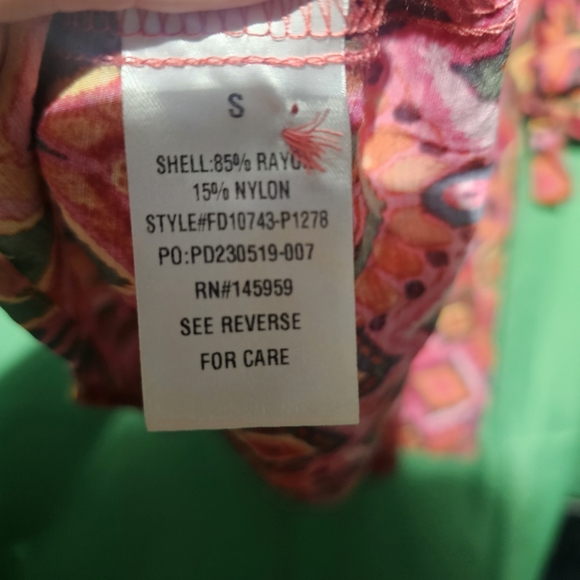 S
SHELL:85% RAYO
15% NYLON
STYLE#FD10743-P1278
PO:PD230519-007
RN#145959
SEE REVERSE
FOR CARE